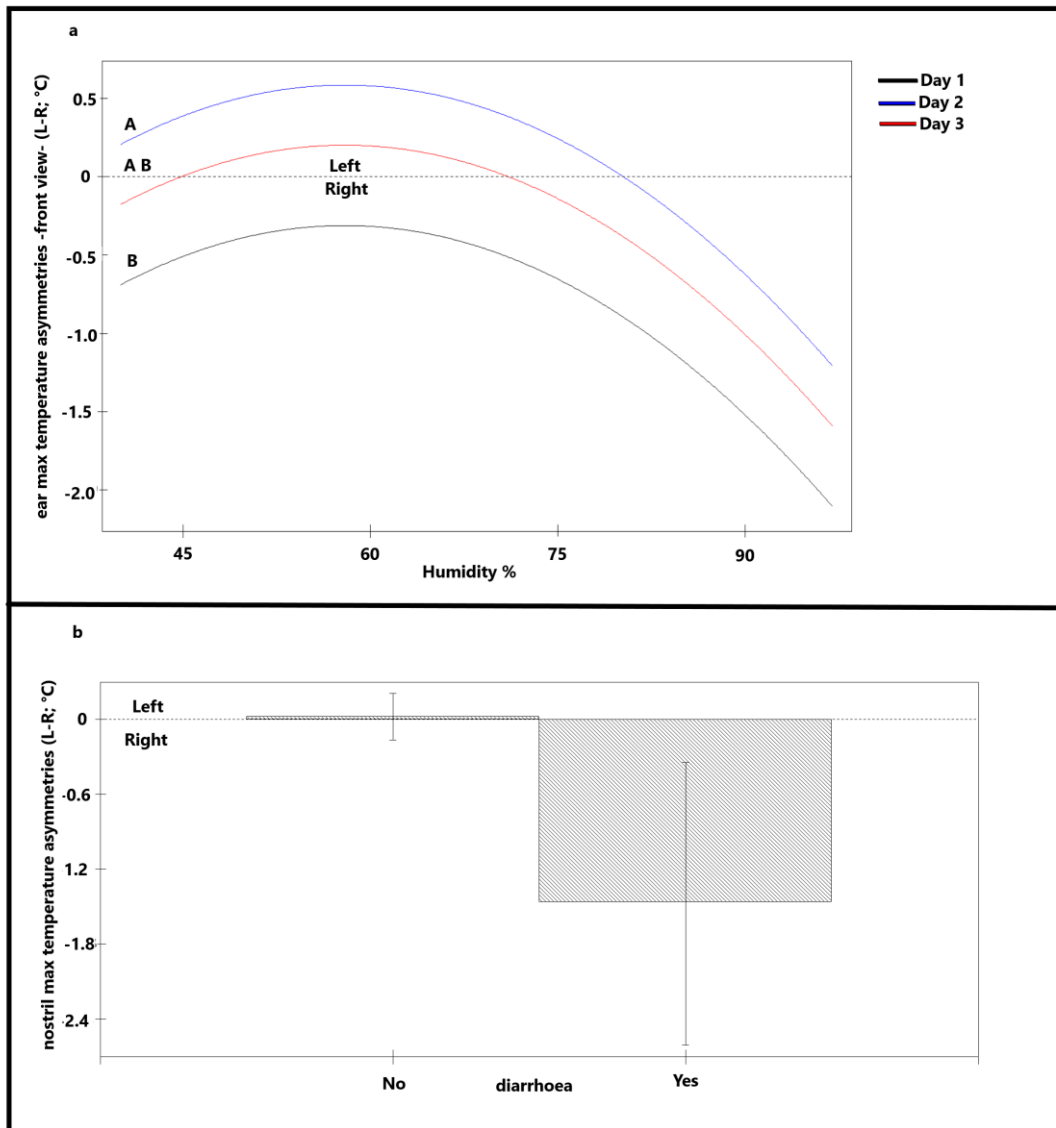 a
ear max temperature asymmetries -front view- (L-R; °C)
0.5
0
-0.5
-1.0
-1.5
-2.0
A
A B
B
Left
Right
Day 1
Day 2
Day 3
45
60
75
90
Humidity %
b
nostril max temperature asymmetries (L-R; °C)
Left
0
Right
-0.6
1.2
-1.8
-2.4
No
diarrhoea
Yes